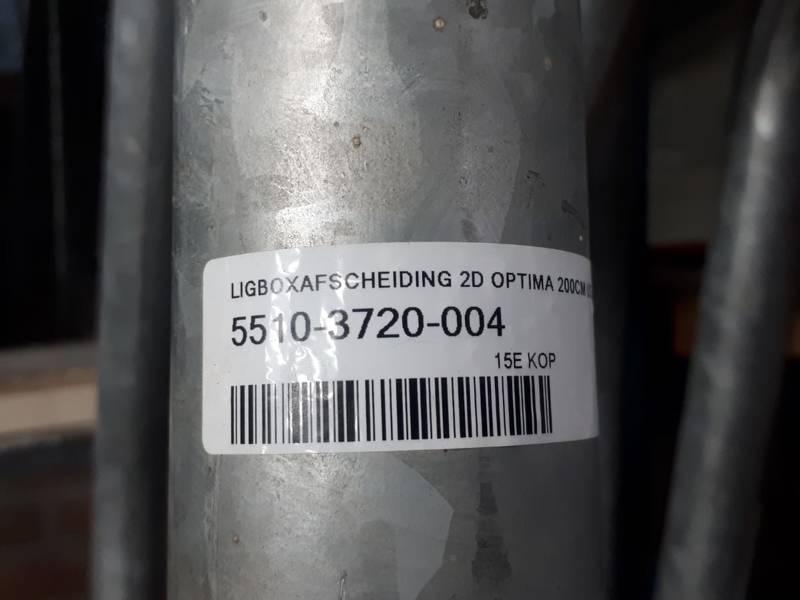 LIGBOXAFSCHEIDING 2D OPTIMA 200CM
5510-3720-004
15E KOP